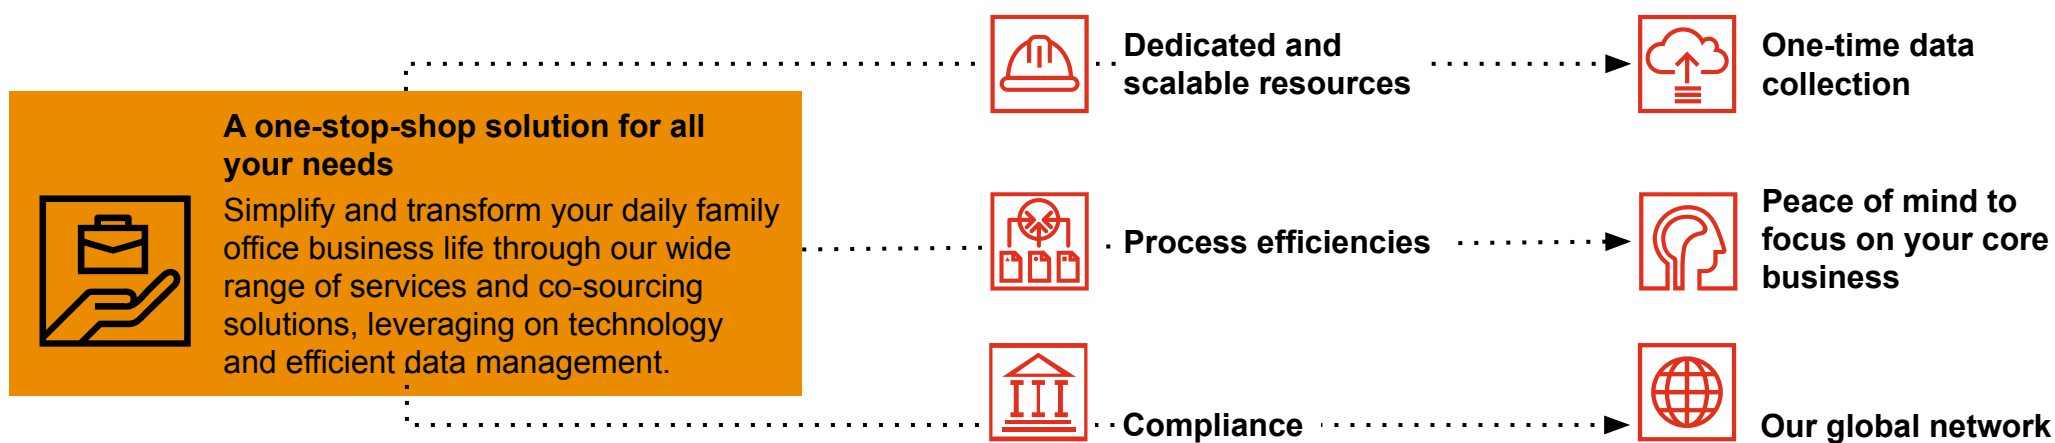 Dedicated and
scalable resources
One-time data
collection
A one-stop-shop solution for all
your needs
Simplify and transform your daily family
office business life through our wide
range of services and co-sourcing
solutions, leveraging on technology
and efficient data management.
Process efficiencies
Peace of mind to
focus on your core
business
Compliance
Our global network